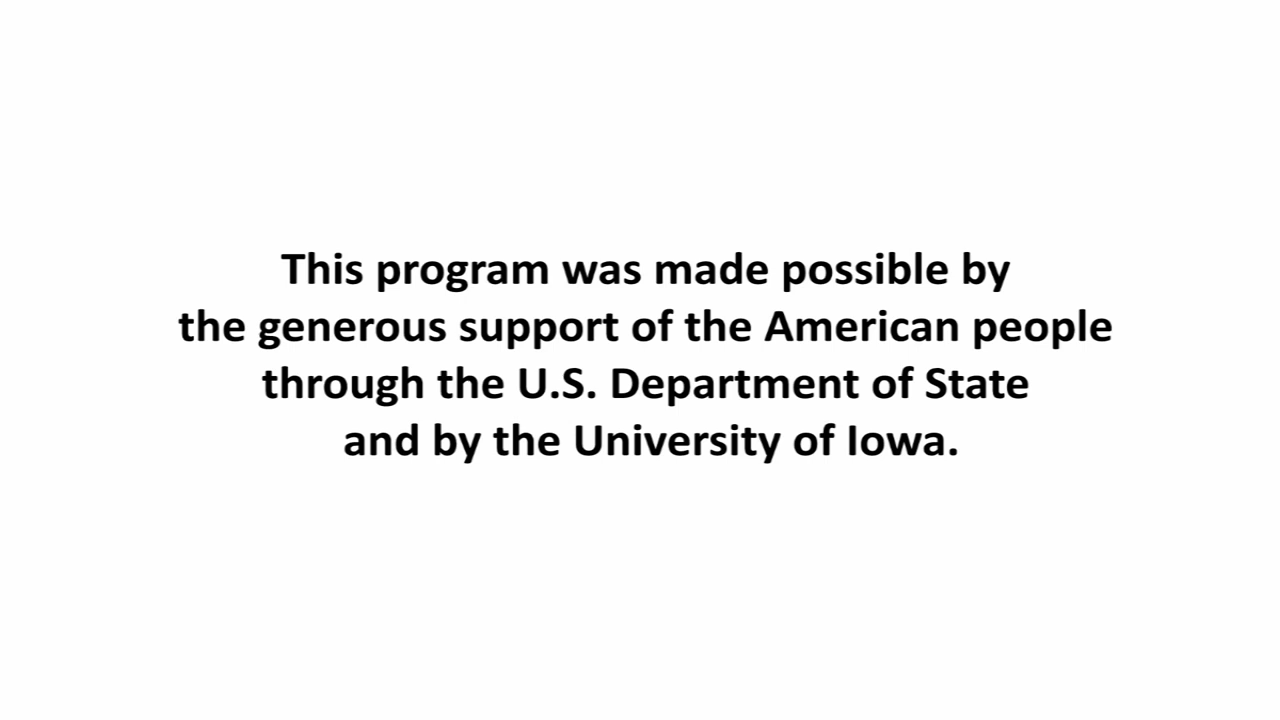 This program was made possible by
the generous support of the American people
through the U.S. Department of State
and by the University of Iowa.